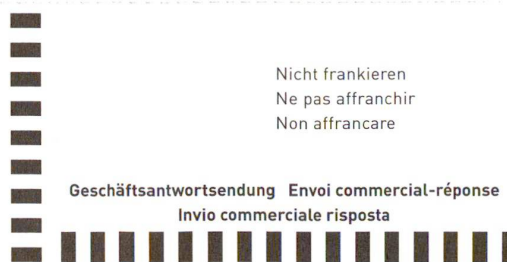 Nicht frankieren
Ne pas affranchir
Non affrancare
Geschäftsantwortsendung Envoi commercial-réponse
Invio commerciale risposta